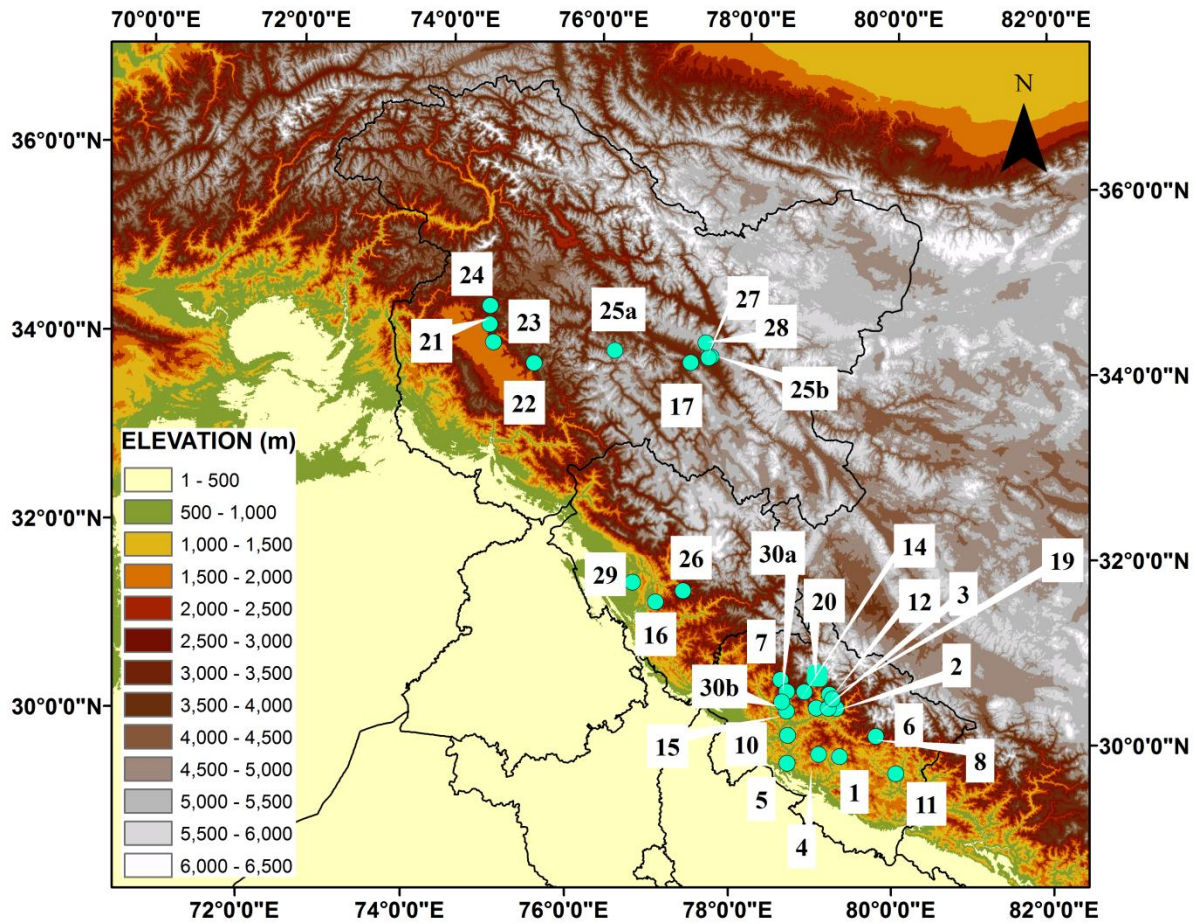 70°0'0"E 72°0'0"E 74°0'0"E 76°0'0"E 78°0'0"E 80°0'0"E 82°0'0"E
N
36°0'0"N
36°0'0"N
24
27
23
25a
28
34°0'0"N
21
34°0'0"N
22
17
25b
ELEVATION (m)
1 - 500
500 - 1,000
1,000 - 1,500
1,500 - 2,000
2,000 - 2,500
2,500 - 3,000
3,000 - 3,500
3,500 - 4,000
4,000 - 4,500
4,500 - 5,000
5,000 - 5,500
5,500 - 6,000
6,000 - 6,500
32°0'0"N
14
30a
32°0'0"N
19
29
26
12
3
20
16
7
2
30b
30°0'0"N
6
15
10
8
30°0'0"N
5
1
11
4
72°0'0"E 74°0'0"E 76°0'0"E 78°0'0"E 80°0'0"E 82°0'0"E